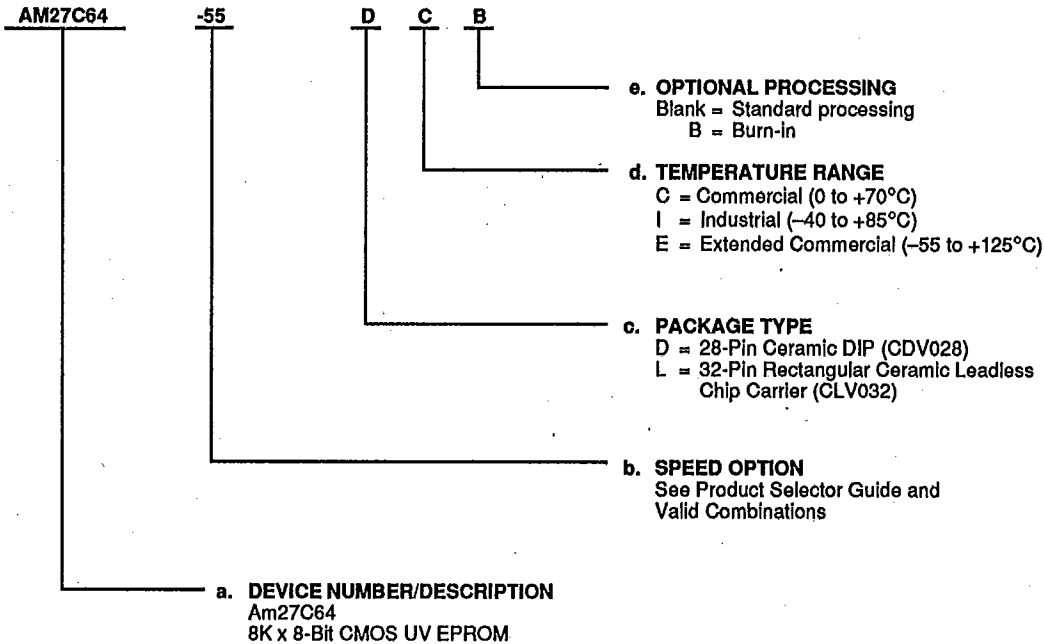 AM27C64 -55 D C B
e. OPTIONAL PROCESSING
Blank = Standard processing
B = Burn-in
d. TEMPERATURE RANGE
C = Commercial (0 to +70°C)
I = Industrial (–40 to +85°C)
E = Extended Commercial (–55 to +125°C)
c. PACKAGE TYPE
D = 28-Pin Ceramic DIP (CDV028)
L = 32-Pin Rectangular Ceramic Leadless
Chip Carrier (CLV032)
b. SPEED OPTION
See Product Selector Guide and
Valid Combinations
a. DEVICE NUMBER/DESCRIPTION
Am27C64
8K x 8-Bit CMOS UV EPROM